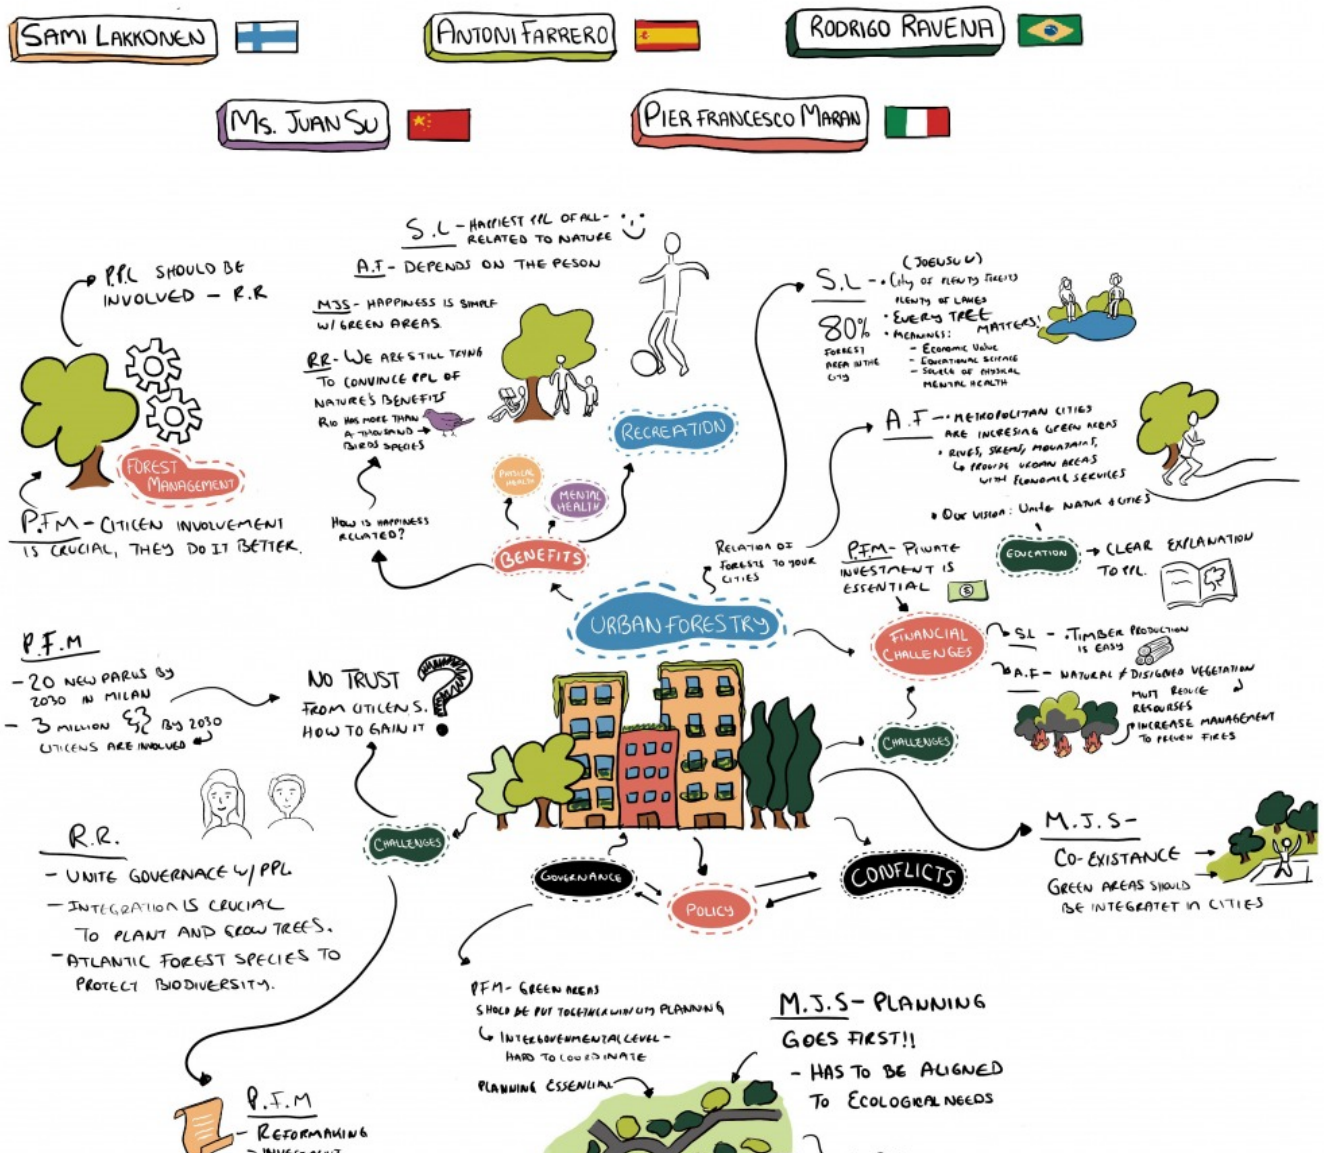 SAMI LAKKONEN
ANTONI FARRERO
RODRIGO RAVENA
MS. JUAN SU
PIER FRANCESCO MARAN
S.L - HAPPIEST PPL OF ALL -
RELATED TO NATURE
A.F - DEPENDS ON THE PESON
MJS - HAPPINESS IS SIMPLE
W/ GREEN AREAS
RR - WE ARE STILL TRYING
TO CONVINCE PPL OF
NATURE'S BENEFITS
RIO HAS MORE THAN
A THOUSAND
BIRDS SPECIES
HOW IS HAPPINESS
RELATED?
PPL SHOULD BE
INVOLVED - R.R
FOREST
MANAGEMENT
P.F.M - CITICEN INVOLVEMENT
IS CRUCIAL, THEY DO IT BETTER.
RECREATION
PHYSICAL
HEALTH
MENTAL
HEALTH
BENEFITS
URBAN FORESTRY
RELATION OF
FORESTS TO YOUR
CITIES
(JOENSUU)
S.L - • CITY OF PLENTY FORESTS
PLENTY OF LAKES
• EVERY TREE
MATTERS!
• MEANINGS:
- ECONOMIC VALUE
- EDUCATIONAL SCIENCE
- SOURCE OF PHYSICAL
MENTAL HEALTH
80%
FORREST
AREA IN THE
CITY
A.F - • METROPOLITAN CITIES
ARE INCRESING GREEN AREAS
• RIVES, STREMS, MOUNTAINS,
PROVIDE URBAN AREAS
WITH ECONOMIC SERVICES
• OUR VISION: UNITE NATUR & CITIES
EDUCATION
CLEAR EXPLANATION
TO PPL.
P.F.M - PRIVATE
INVESTMENT IS
ESSENTIAL
FINANCIAL
CHALLENGES
S.L - • TIMBER PRODUCTION
IS EASY
A.F - NATURAL ≠ DISIGNED VEGETATION
MUST REDUCE
RESOURSES
INCREASE MANAGEMENT
TO PREVEN FIRES
CHALLENGES
P.F.M
- 20 NEW PARKS BY
2030 IN MILAN
- 3 MILLION BY 2030
CITICENS ARE INVOLVED
NO TRUST
FROM CITICENS.
HOW TO GAIN IT
?
R.R.
- UNITE GOVERNACE W/ PPL
- INTEGRATION IS CRUCIAL
TO PLANT AND GROW TREES.
- ATLANTIC FOREST SPECIES TO
PROTECT BIODIVERSITY.
CHALLENGES
GOVERNANCE
POLICY
CONFLICTS
M.J.S -
CO-EXISTANCE
GREEN AREAS SHOULD
BE INTEGRATET IN CITIES
PFM - GREEN AREAS
SHOLD BE PUT TOGETHER WITH CITY PLANNING
INTERGOVENMENTAL LEVEL -
HARD TO COORDINATE
PLANNING ESSENTIAL
M.J.S - PLANNING
GOES FIRST!!
- HAS TO BE ALIGNED
TO ECOLOGICAL NEEDS
P.F.M
- REFORMAKING